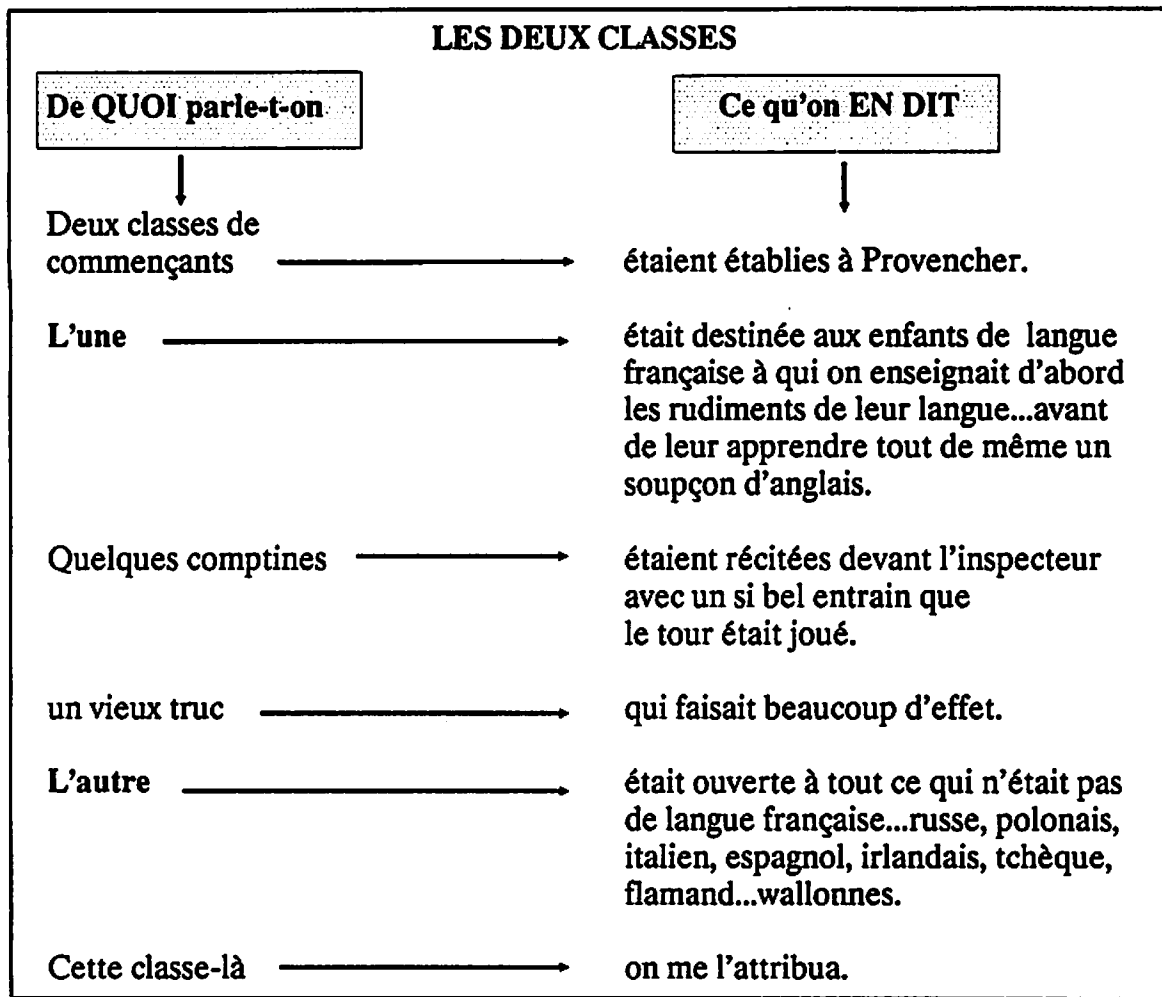 LES DEUX CLASSES
De QUOI parle-t-on
Ce qu'on EN DIT
Deux classes de
commençants
étaient établies à Provencher.
L'une
était destinée aux enfants de langue
française à qui on enseignait d'abord
les rudiments de leur langue...avant
de leur apprendre tout de même un
soupçon d'anglais.
Quelques comptines
étaient récitées devant l'inspecteur
avec un si bel entrain que
le tour était joué.
un vieux truc
qui faisait beaucoup d'effet.
L'autre
était ouverte à tout ce qui n'était pas
de langue française...russe, polonais,
italien, espagnol, irlandais, tchèque,
flamand...wallonnes.
Cette classe-là
on me l'attribua.